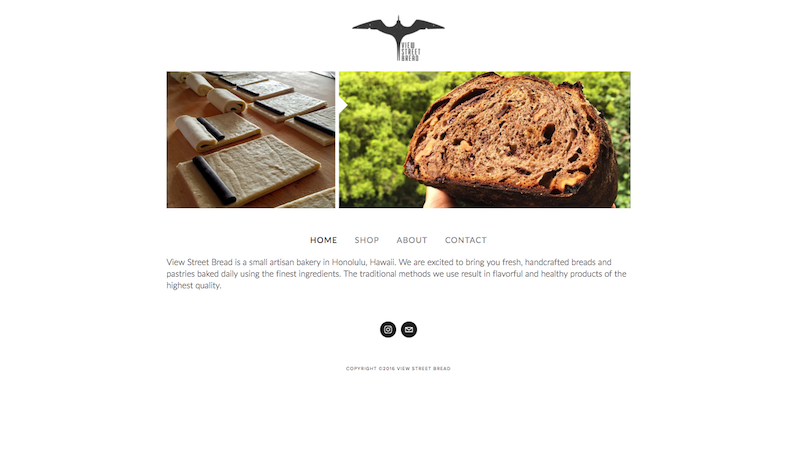 VIEW
STREET
BREAD
HOME SHOP ABOUT CONTACT
View Street Bread is a small artisan bakery in Honolulu, Hawaii. We are excited to bring you fresh, handcrafted breads and
pastries baked daily using the finest ingredients. The traditional methods we use result in flavorful and healthy products of the
highest quality.
COPYRIGHT ©2016 VIEW STREET BREAD